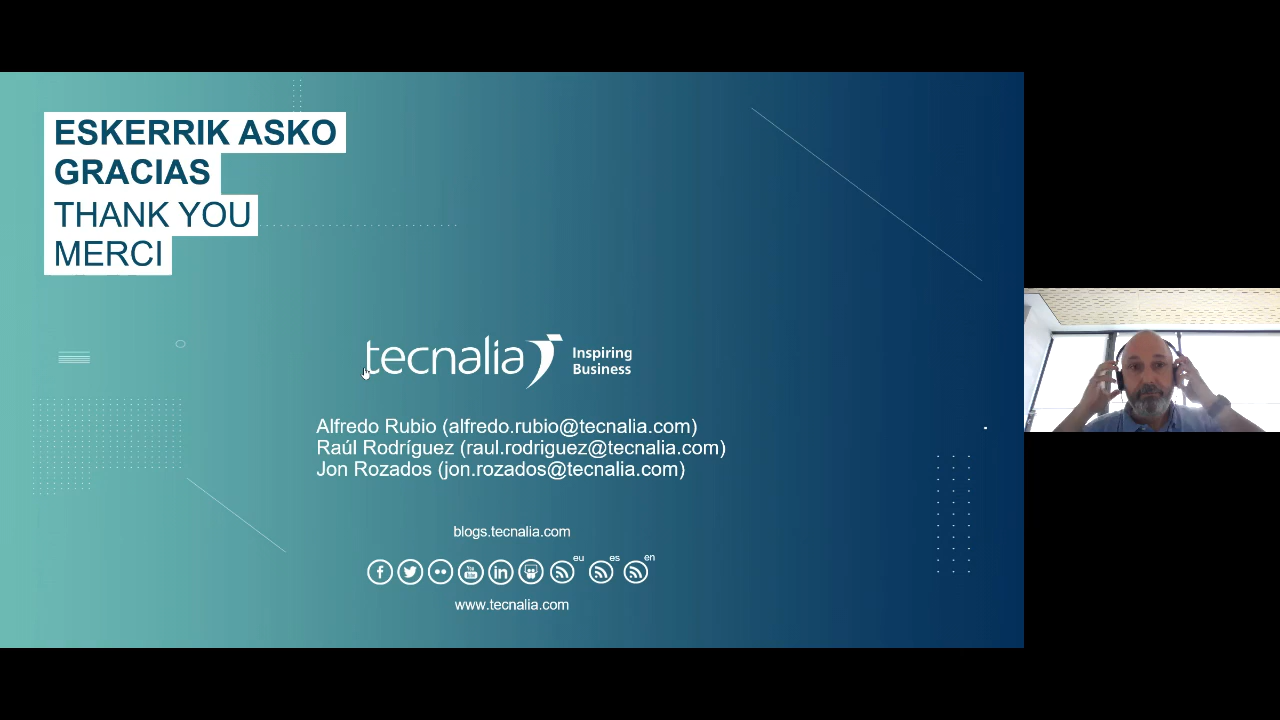 ESKERRIK ASKO
GRACIAS
THANK YOU
MERCI
tecnalia Inspiring
Business
Alfredo Rubio (alfredo.rubio@tecnalia.com)
Raúl Rodríguez (raul.rodriguez@tecnalia.com)
Jon Rozados (jon.rozados@tecnalia.com)
blogs.tecnalia.com
eu es en
www.tecnalia.com